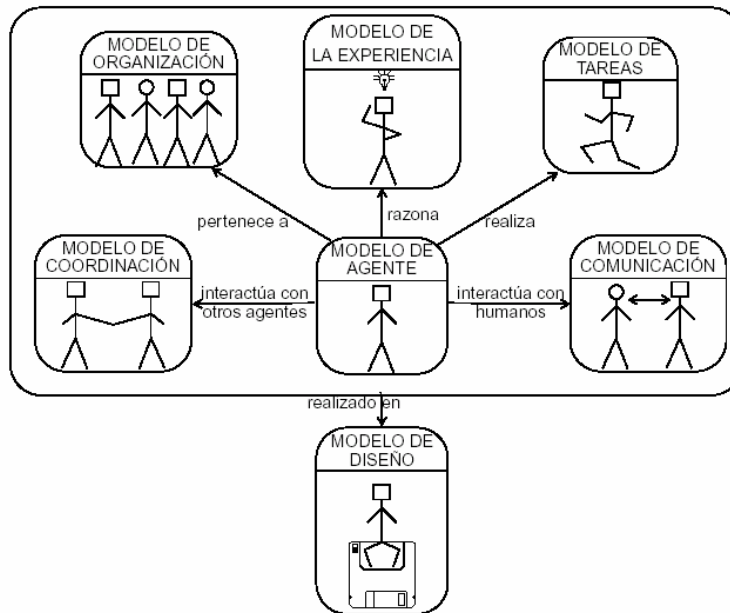 MODELO DE
ORGANIZACIÓN
MODELO DE
LA EXPERIENCIA
MODELO DE
TAREAS
pertenece a
razona
realiza
MODELO DE
COORDINACIÓN
interactúa con
otros agentes
MODELO DE
AGENTE
interactúa con
humanos
MODELO DE
COMUNICACIÓN
realizado en
MODELO DE
DISEÑO